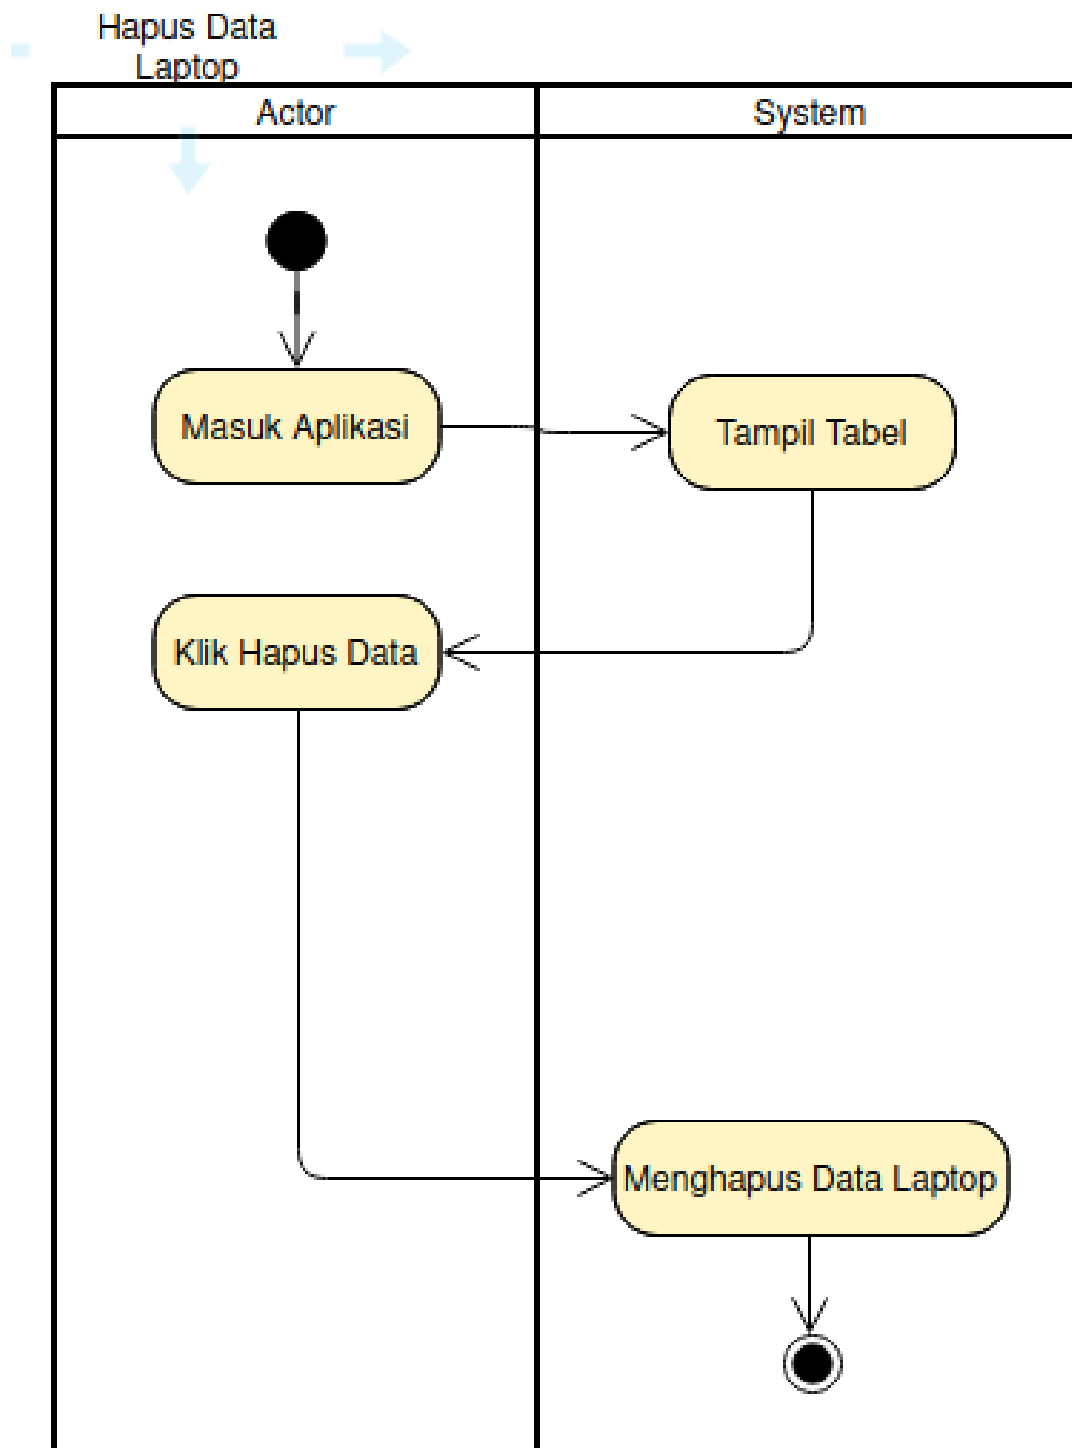 Hapus Data
Laptop
Actor
System
Masuk Aplikasi
Tampil Tabel
Klik Hapus Data
Menghapus Data Laptop